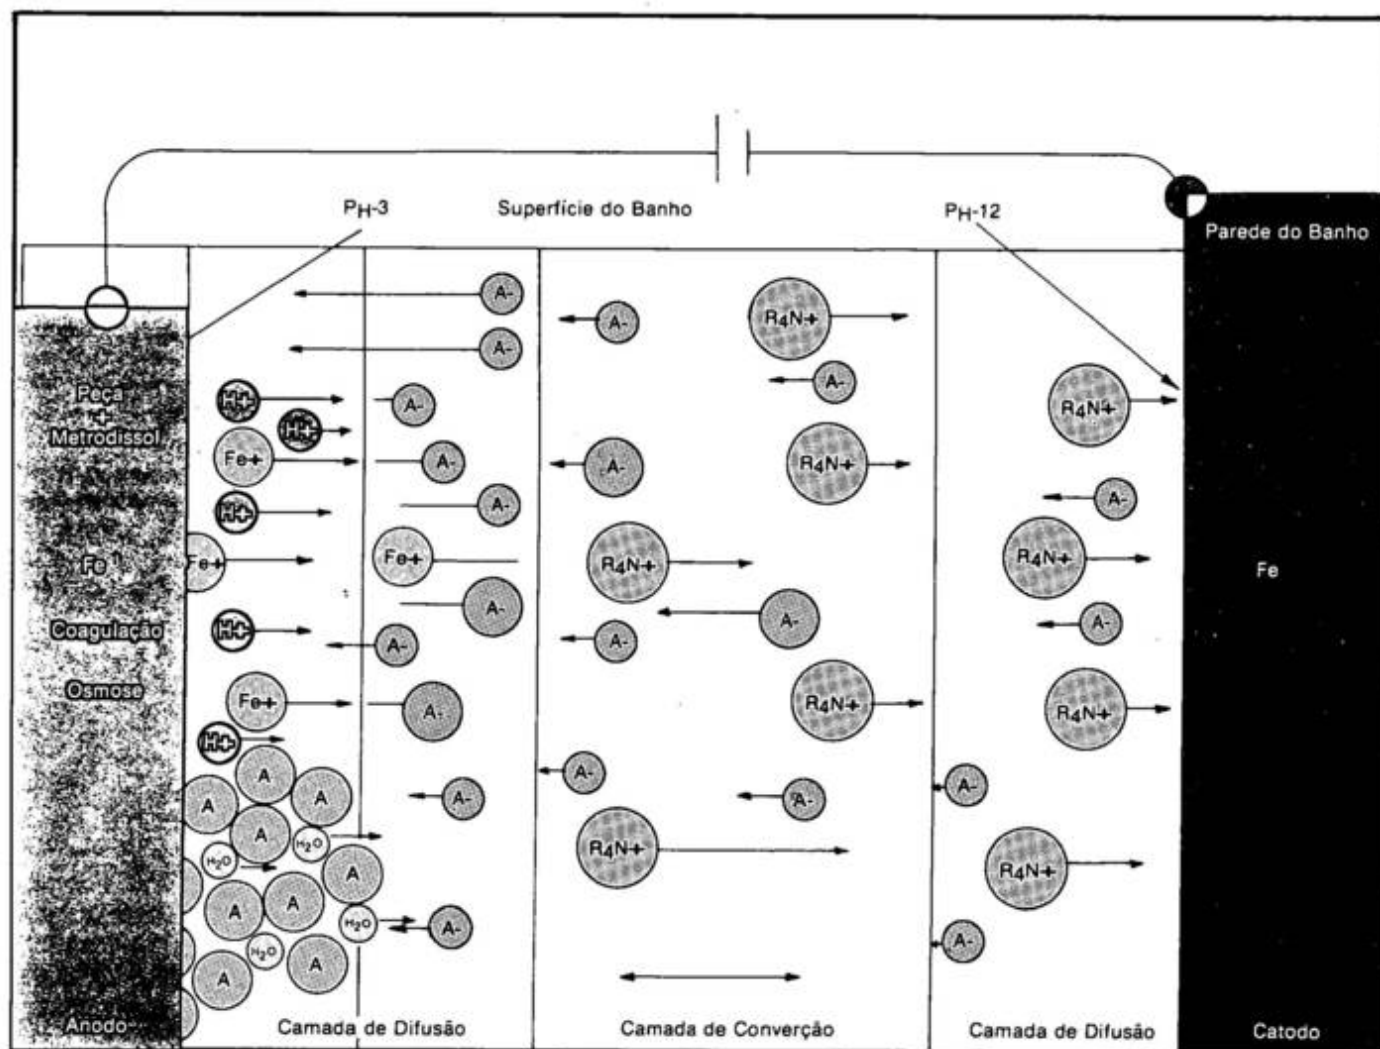 PH-3
Superfície do Banho
PH-12
Parede do Banho
A-
A-
A-
R4N+
A-
Peça
+
Metrodissol
H+
A-
R4N+
H+
Fe+
A-
A-
R4N+
H+
A-
A-
Fe+
Fe+
R4N+
R4N+
Fe
Fe
A-
Coagulação
H+
A-
A-
A-
A-
Osmose
Fe+
A-
R4N+
R4N+
H+
A
A
A
A-
A-
A-
A-
A
A
H2O
H2O
R4N+
R4N+
A
A
A
H2O
A-
A-
H2O
A
A
Anodo
Camada de Difusão
Camada de Converção
Camada de Difusão
Catodo